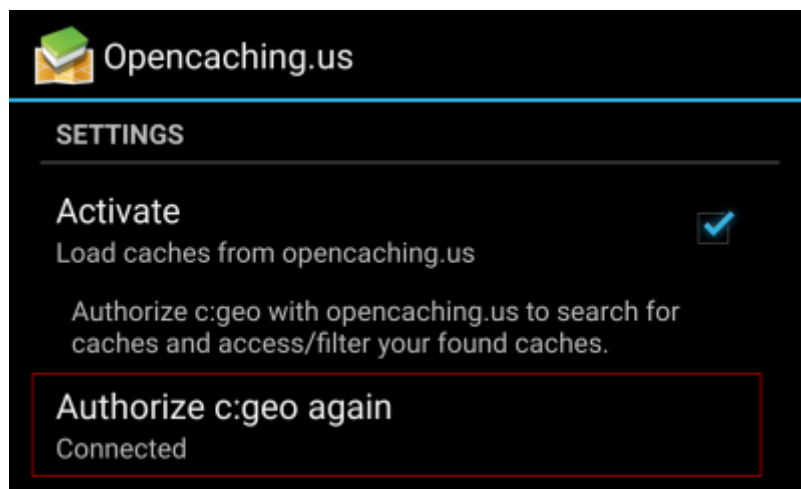 Opencaching.us
SETTINGS
Activate
Load caches from opencaching.us
Authorize c:geo with opencaching.us to search for
caches and access/filter your found caches.
Authorize c:geo again
Connected